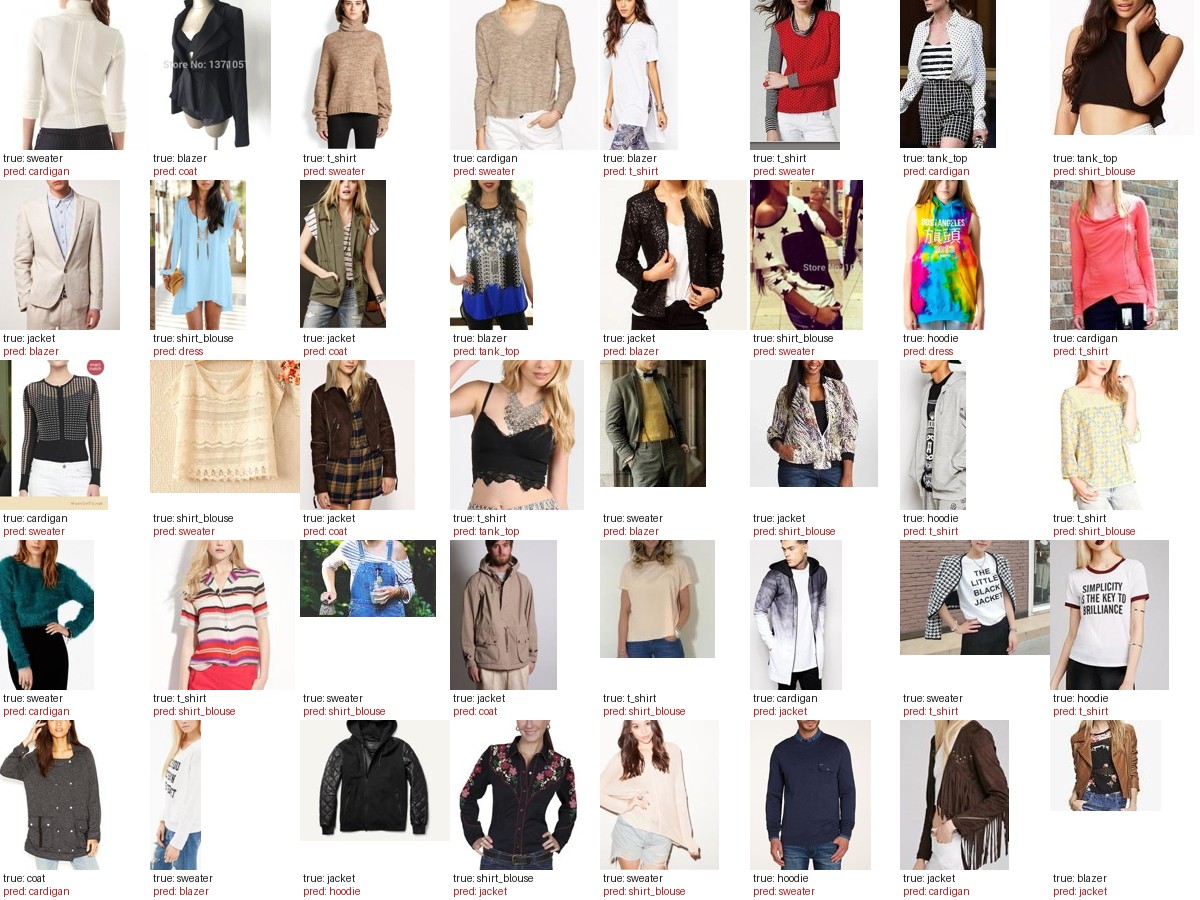 Store No: 1371057
true: sweater
pred: cardigan
true: blazer
pred: coat
true: t_shirt
pred: sweater
true: cardigan
pred: sweater
true: blazer
pred: t_shirt
true: t_shirt
pred: sweater
true: tank_top
pred: cardigan
true: tank_top
pred: shirt_blouse
LOS ANGELES
Store No:
true: jacket
pred: blazer
true: shirt_blouse
pred: dress
true: jacket
pred: coat
true: blazer
pred: tank_top
true: jacket
pred: blazer
true: shirt_blouse
pred: sweater
true: hoodie
pred: dress
true: cardigan
pred: t_shirt
true: cardigan
pred: sweater
true: shirt_blouse
pred: sweater
true: jacket
pred: coat
true: t_shirt
pred: tank_top
true: sweater
pred: blazer
true: jacket
pred: shirt_blouse
true: hoodie
pred: t_shirt
true: t_shirt
pred: shirt_blouse
THE
LITTLE
BLACK
JACKET
SIMPLICITY
IS THE KEY TO
BRILLIANCE
true: sweater
pred: cardigan
true: t_shirt
pred: shirt_blouse
true: sweater
pred: shirt_blouse
true: jacket
pred: coat
true: t_shirt
pred: shirt_blouse
true: cardigan
pred: jacket
true: sweater
pred: t_shirt
true: hoodie
pred: t_shirt
true: coat
pred: cardigan
true: sweater
pred: blazer
true: jacket
pred: hoodie
true: shirt_blouse
pred: jacket
true: sweater
pred: shirt_blouse
true: hoodie
pred: sweater
true: jacket
pred: cardigan
true: blazer
pred: jacket